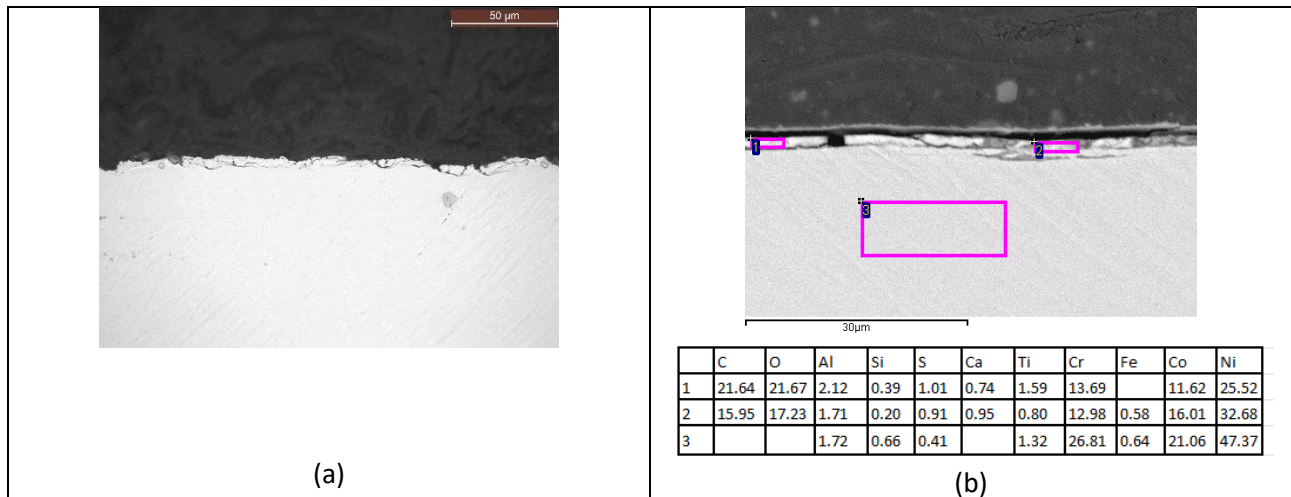 50 µm
(a)
1
2
3
30µm
C O Al Si S Ca Ti Cr Fe Co Ni
1 21.64 21.67 2.12 0.39 1.01 0.74 1.59 13.69 11.62 25.52
2 15.95 17.23 1.71 0.20 0.91 0.95 0.80 12.98 0.58 16.01 32.68
3 1.72 0.66 0.41 1.32 26.81 0.64 21.06 47.37
(b)